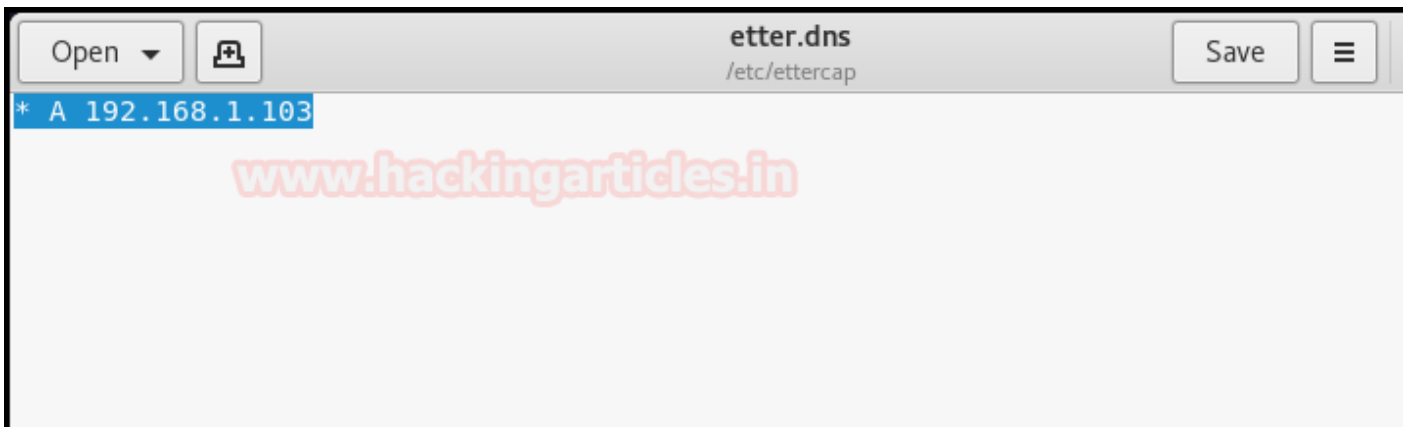 Open
etter.dns
/etc/ettercap
Save
* A 192.168.1.103
www.hackingarticles.in